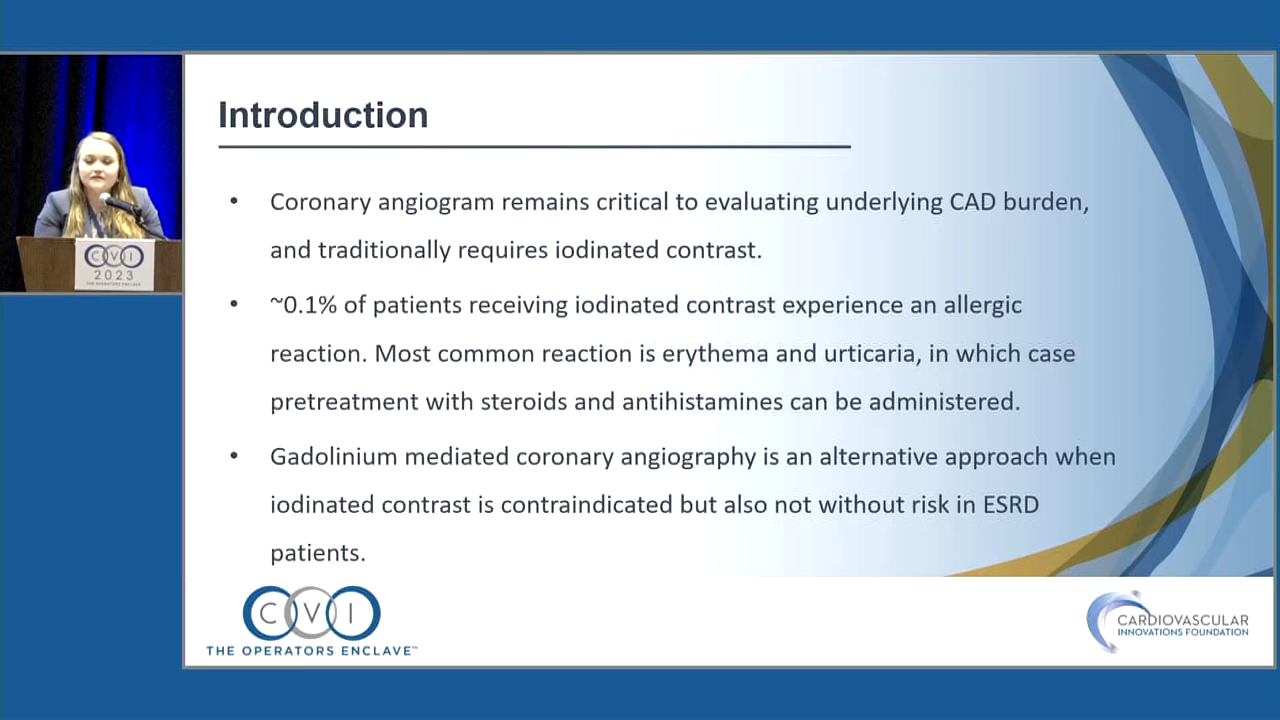 Introduction
• Coronary angiogram remains critical to evaluating underlying CAD burden,
and traditionally requires iodinated contrast.
• ~0.1% of patients receiving iodinated contrast experience an allergic
reaction. Most common reaction is erythema and urticaria, in which case
pretreatment with steroids and antihistamines can be administered.
• Gadolinium mediated coronary angiography is an alternative approach when
iodinated contrast is contraindicated but also not without risk in ESRD
patients.
CVI
2023
THE OPERATORS ENCLAVE
CVI
THE OPERATORS ENCLAVE™
CARDIOVASCULAR
INNOVATIONS FOUNDATION